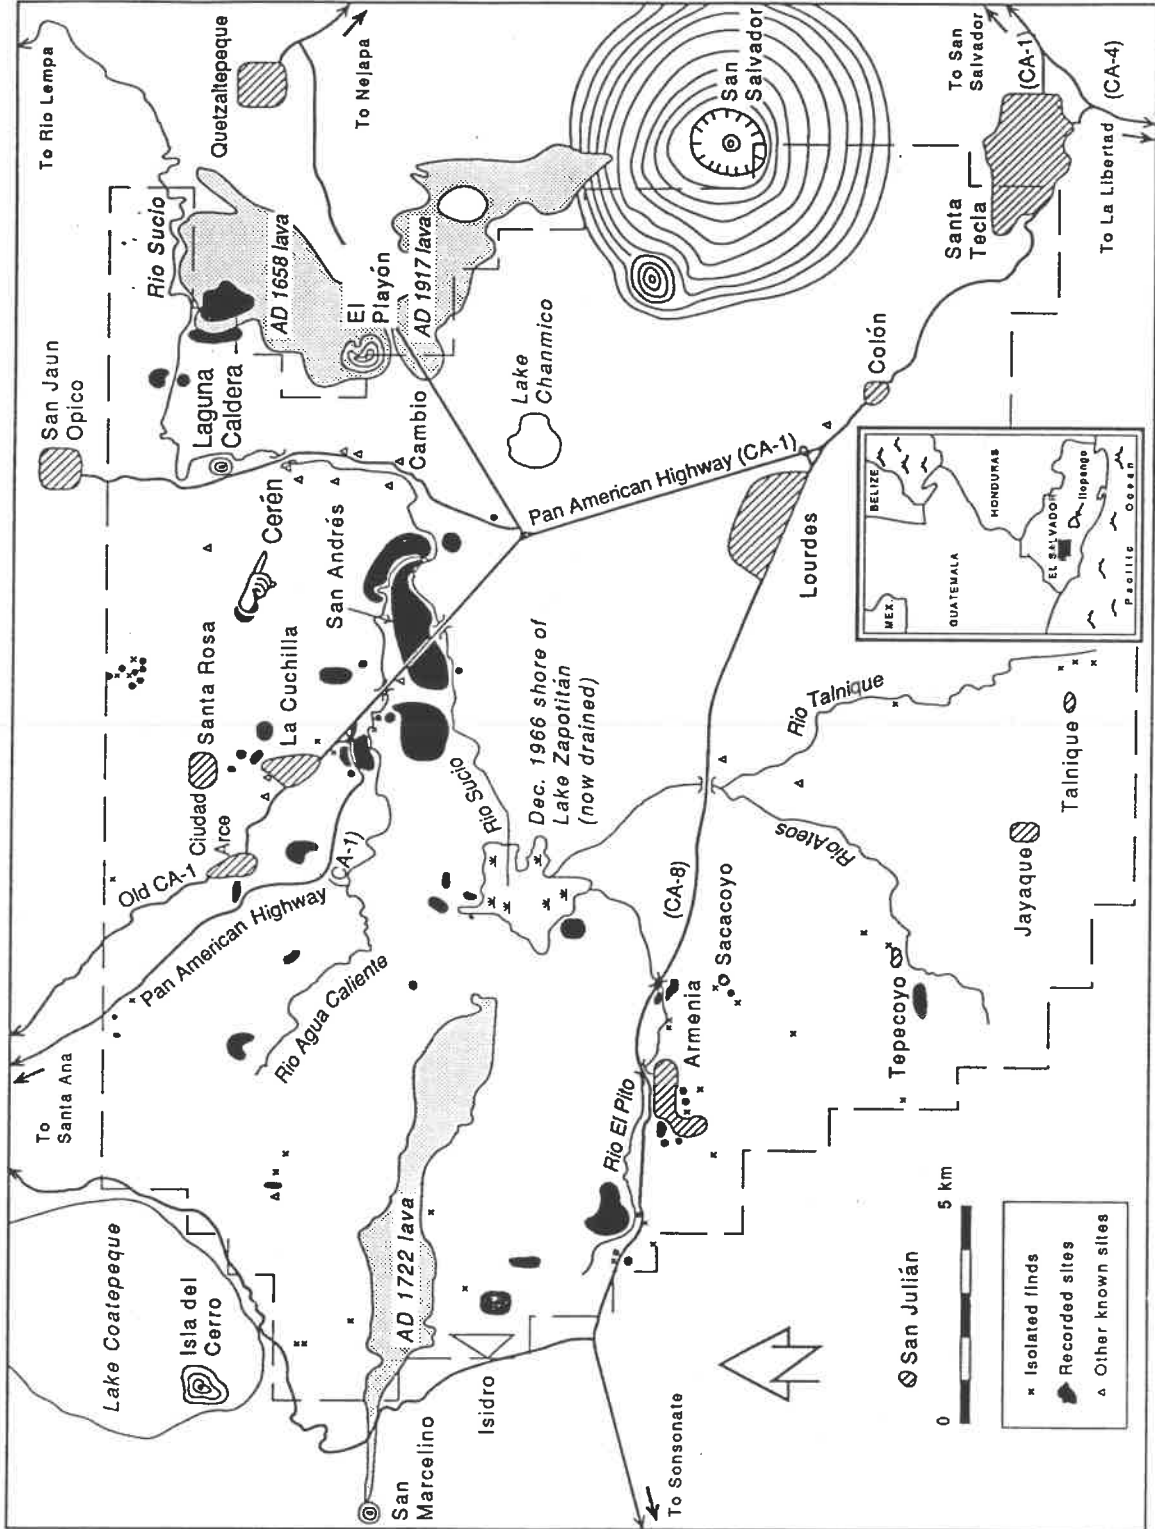 To Rio Lempa
Quetzaltepeque
To Nejapa
San Jaun
Opico
Rio Sucio
AD 1658 lava
El
Playón
AD 1917 lava
Laguna
Caldera
Cambio
Lake
Chanmico
San
Salvador
To San
Salvador
(CA-1)
(CA-4)
Santa
Tecla
To La Libertad
Colón
Cerén
San Andrés
Pan American Highway (CA-1)
Lourdes
Santa Rosa
La Cuchilla
Ciudad
Arce
Old CA-1
Pan American Highway
(CA-1)
Rio Sucio
Dec. 1966 shore of
Lake Zapotitán
(now drained)
Rio Talnique
Talnique
Rio Ateos
Jayaque
(CA-8)
Sacacoyo
Armenia
Tepecoyo
Rio Agua Caliente
Rio El Pito
To
Santa Ana
Lake Coatepeque
Isla del
Cerro
AD 1722 lava
San
Marcelino
Isidro
To Sonsonate
San Julián
0
5 km
Isolated finds
Recorded sites
Other known sites
BELIZE
MEX.
GUATEMALA
HONDURAS
EL SALVADOR
Ilopango
Pacific Ocean